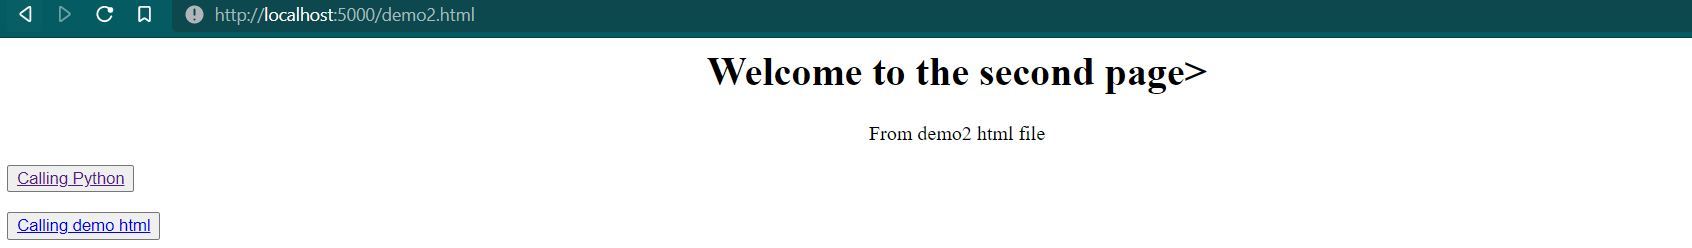 http://localhost:5000/demo2.html
Welcome to the second page>
From demo2 html file
Calling Python
Calling demo html